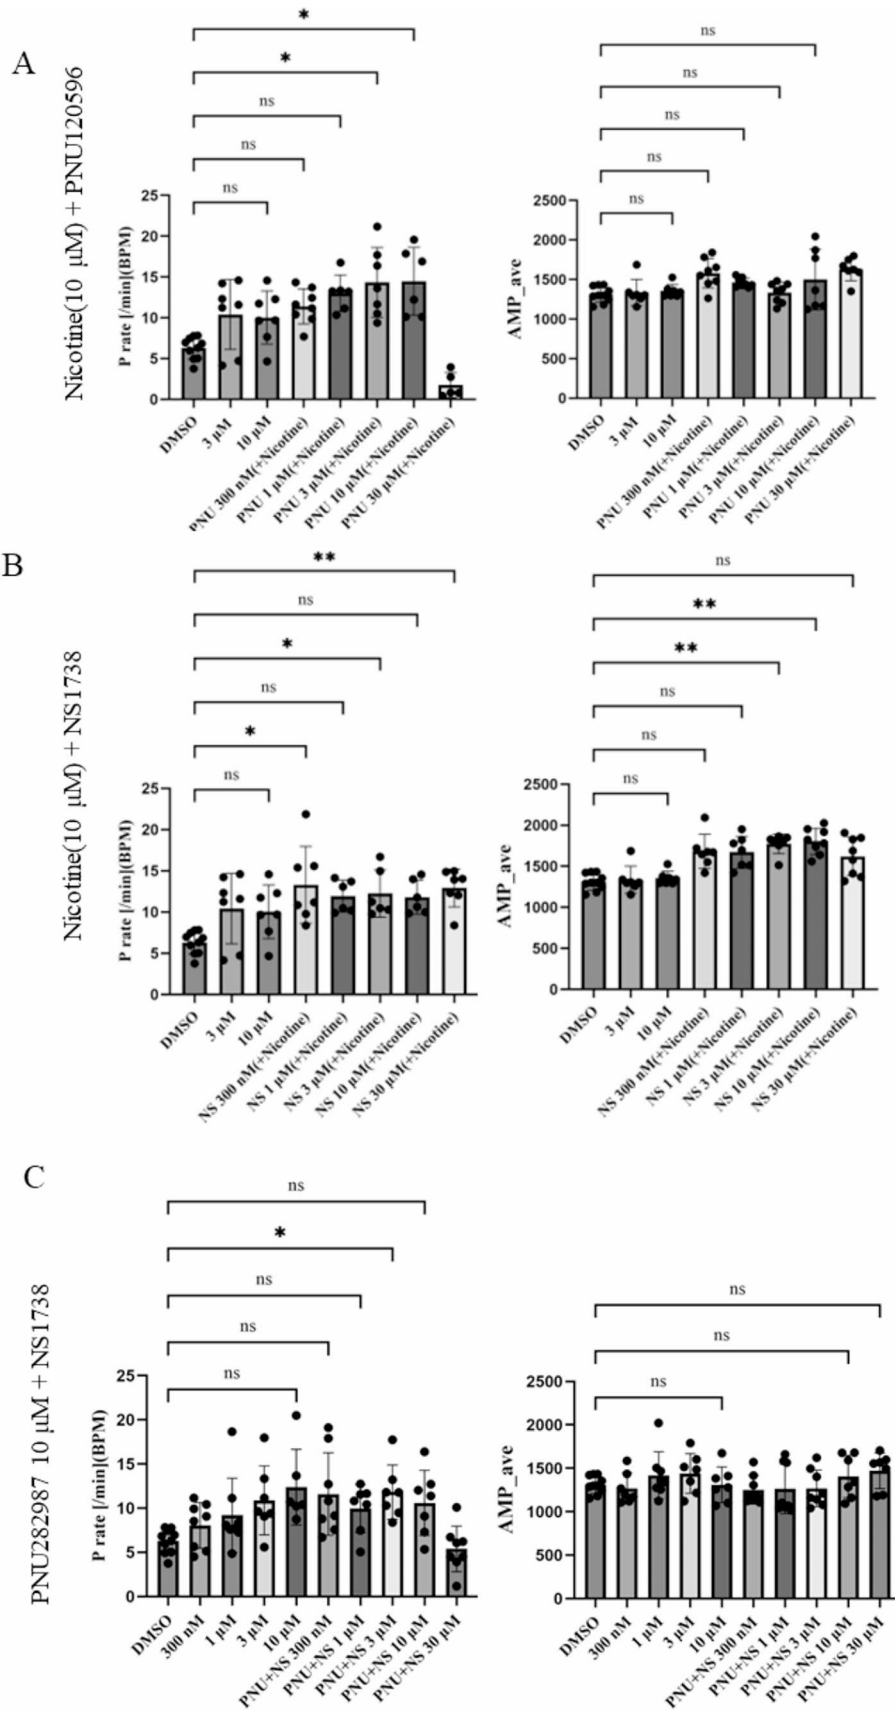 A
Nicotine(10 μM) + PNU120596
*
*
ns
ns
ns
P rate [/min](BPM)
25
20
15
10
5
0
DMSO
3 μM
10 μM
PNU 300 nM(+Nicotine)
PNU 1 μM(+Nicotine)
PNU 3 μM(+Nicotine)
PNU 10 μM(+Nicotine)
PNU 30 μM(+Nicotine)
ns
ns
ns
ns
ns
AMP_ave
2500
2000
1500
1000
500
0
DMSO
3 μM
10 μM
PNU 300 nM(+Nicotine)
PNU 1 μM(+Nicotine)
PNU 3 μM(+Nicotine)
PNU 10 μM(+Nicotine)
PNU 30 μM(+Nicotine)
B
Nicotine(10 μM) + NS1738
**
ns
*
ns
*
ns
P rate [/min](BPM)
25
20
15
10
5
0
DMSO
3 μM
10 μM
NS 300 nM(+Nicotine)
NS 1 μM(+Nicotine)
NS 3 μM(+Nicotine)
NS 10 μM(+Nicotine)
NS 30 μM(+Nicotine)
ns
**
**
ns
ns
ns
AMP_ave
2500
2000
1500
1000
500
0
DMSO
3 μM
10 μM
NS 300 nM(+Nicotine)
NS 1 μM(+Nicotine)
NS 3 μM(+Nicotine)
NS 10 μM(+Nicotine)
NS 30 μM(+Nicotine)
C
PNU282987 10 μM + NS1738
ns
*
ns
ns
ns
P rate [/min](BPM)
25
20
15
10
5
0
DMSO
300 nM
1 μM
3 μM
10 μM
PNU+NS 300 nM
PNU+NS 1 μM
PNU+NS 3 μM
PNU+NS 10 μM
PNU+NS 30 μM
ns
ns
ns
AMP_ave
2500
2000
1500
1000
500
0
DMSO
300 nM
1 μM
3 μM
10 μM
PNU+NS 300 nM
PNU+NS 1 μM
PNU+NS 3 μM
PNU+NS 10 μM
PNU+NS 30 μM